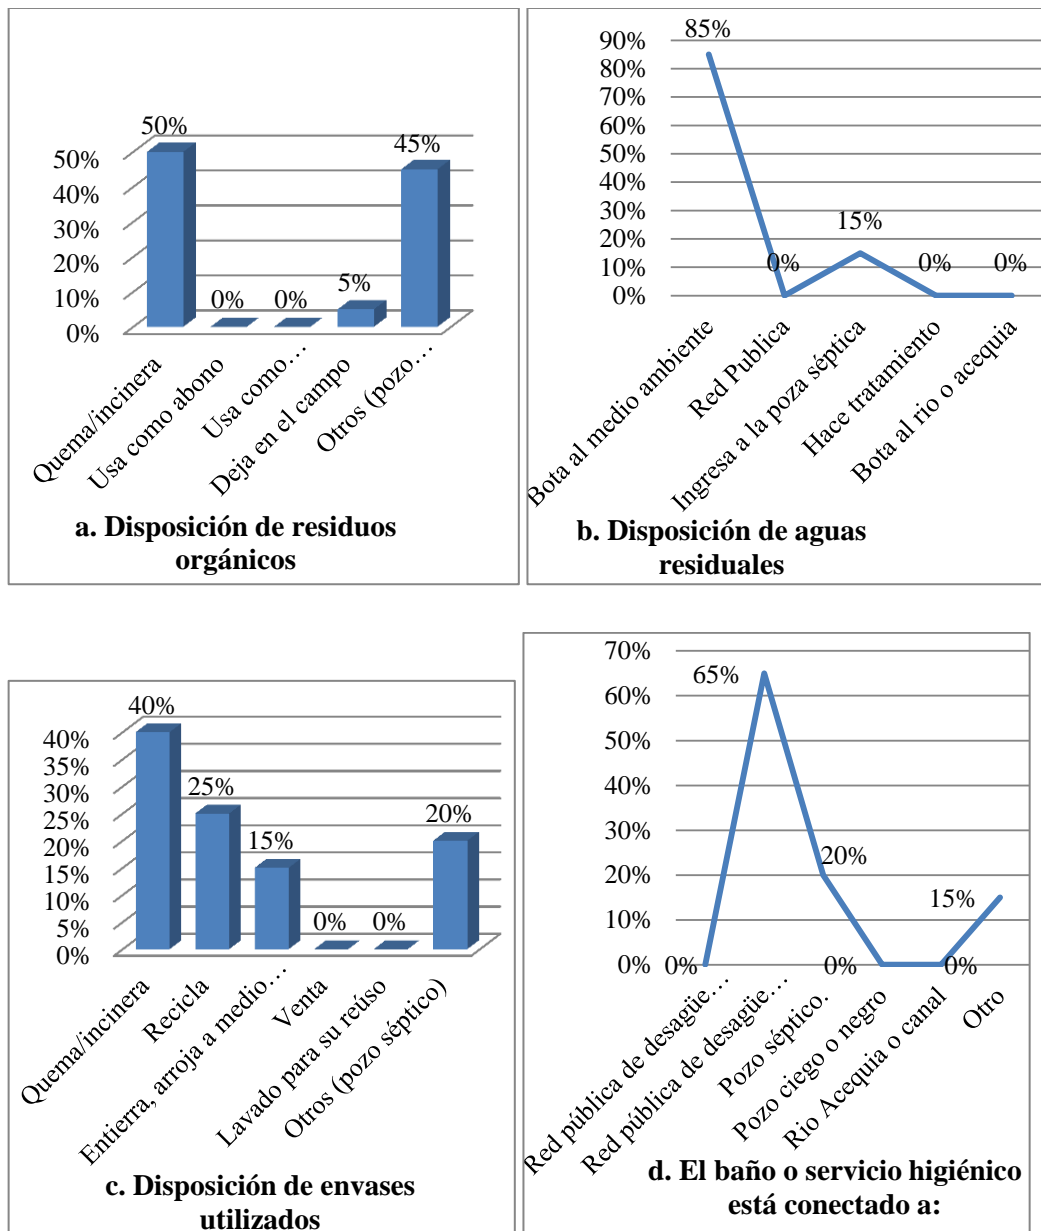 50%
40%
30%
20%
10%
0%
50%
0%
0%
5%
45%
Quema/incinera
Usa como abono
Usa como…
Deja en el campo
Otros (pozo…
a. Disposición de residuos
orgánicos
90%
80%
70%
60%
50%
40%
30%
20%
10%
0%
85%
0%
15%
0%
0%
Bota al medio ambiente
Red Publica
Ingresa a la poza séptica
Hace tratamiento
Bota al rio o acequia
b. Disposición de aguas
residuales
40%
35%
30%
25%
20%
15%
10%
5%
0%
40%
25%
15%
0%
0%
20%
Quema/incinera
Recicla
Entierra, arroja a medio…
Venta
Lavado para su reúso
Otros (pozo séptico)
c. Disposición de envases
utilizados
70%
60%
50%
40%
30%
20%
10%
0%
0%
65%
20%
0%
0%
15%
Red pública de desagüe…
Red pública de desagüe…
Pozo séptico.
Pozo ciego o negro
Rio Acequia o canal
Otro
d. El baño o servicio higiénico
está conectado a: